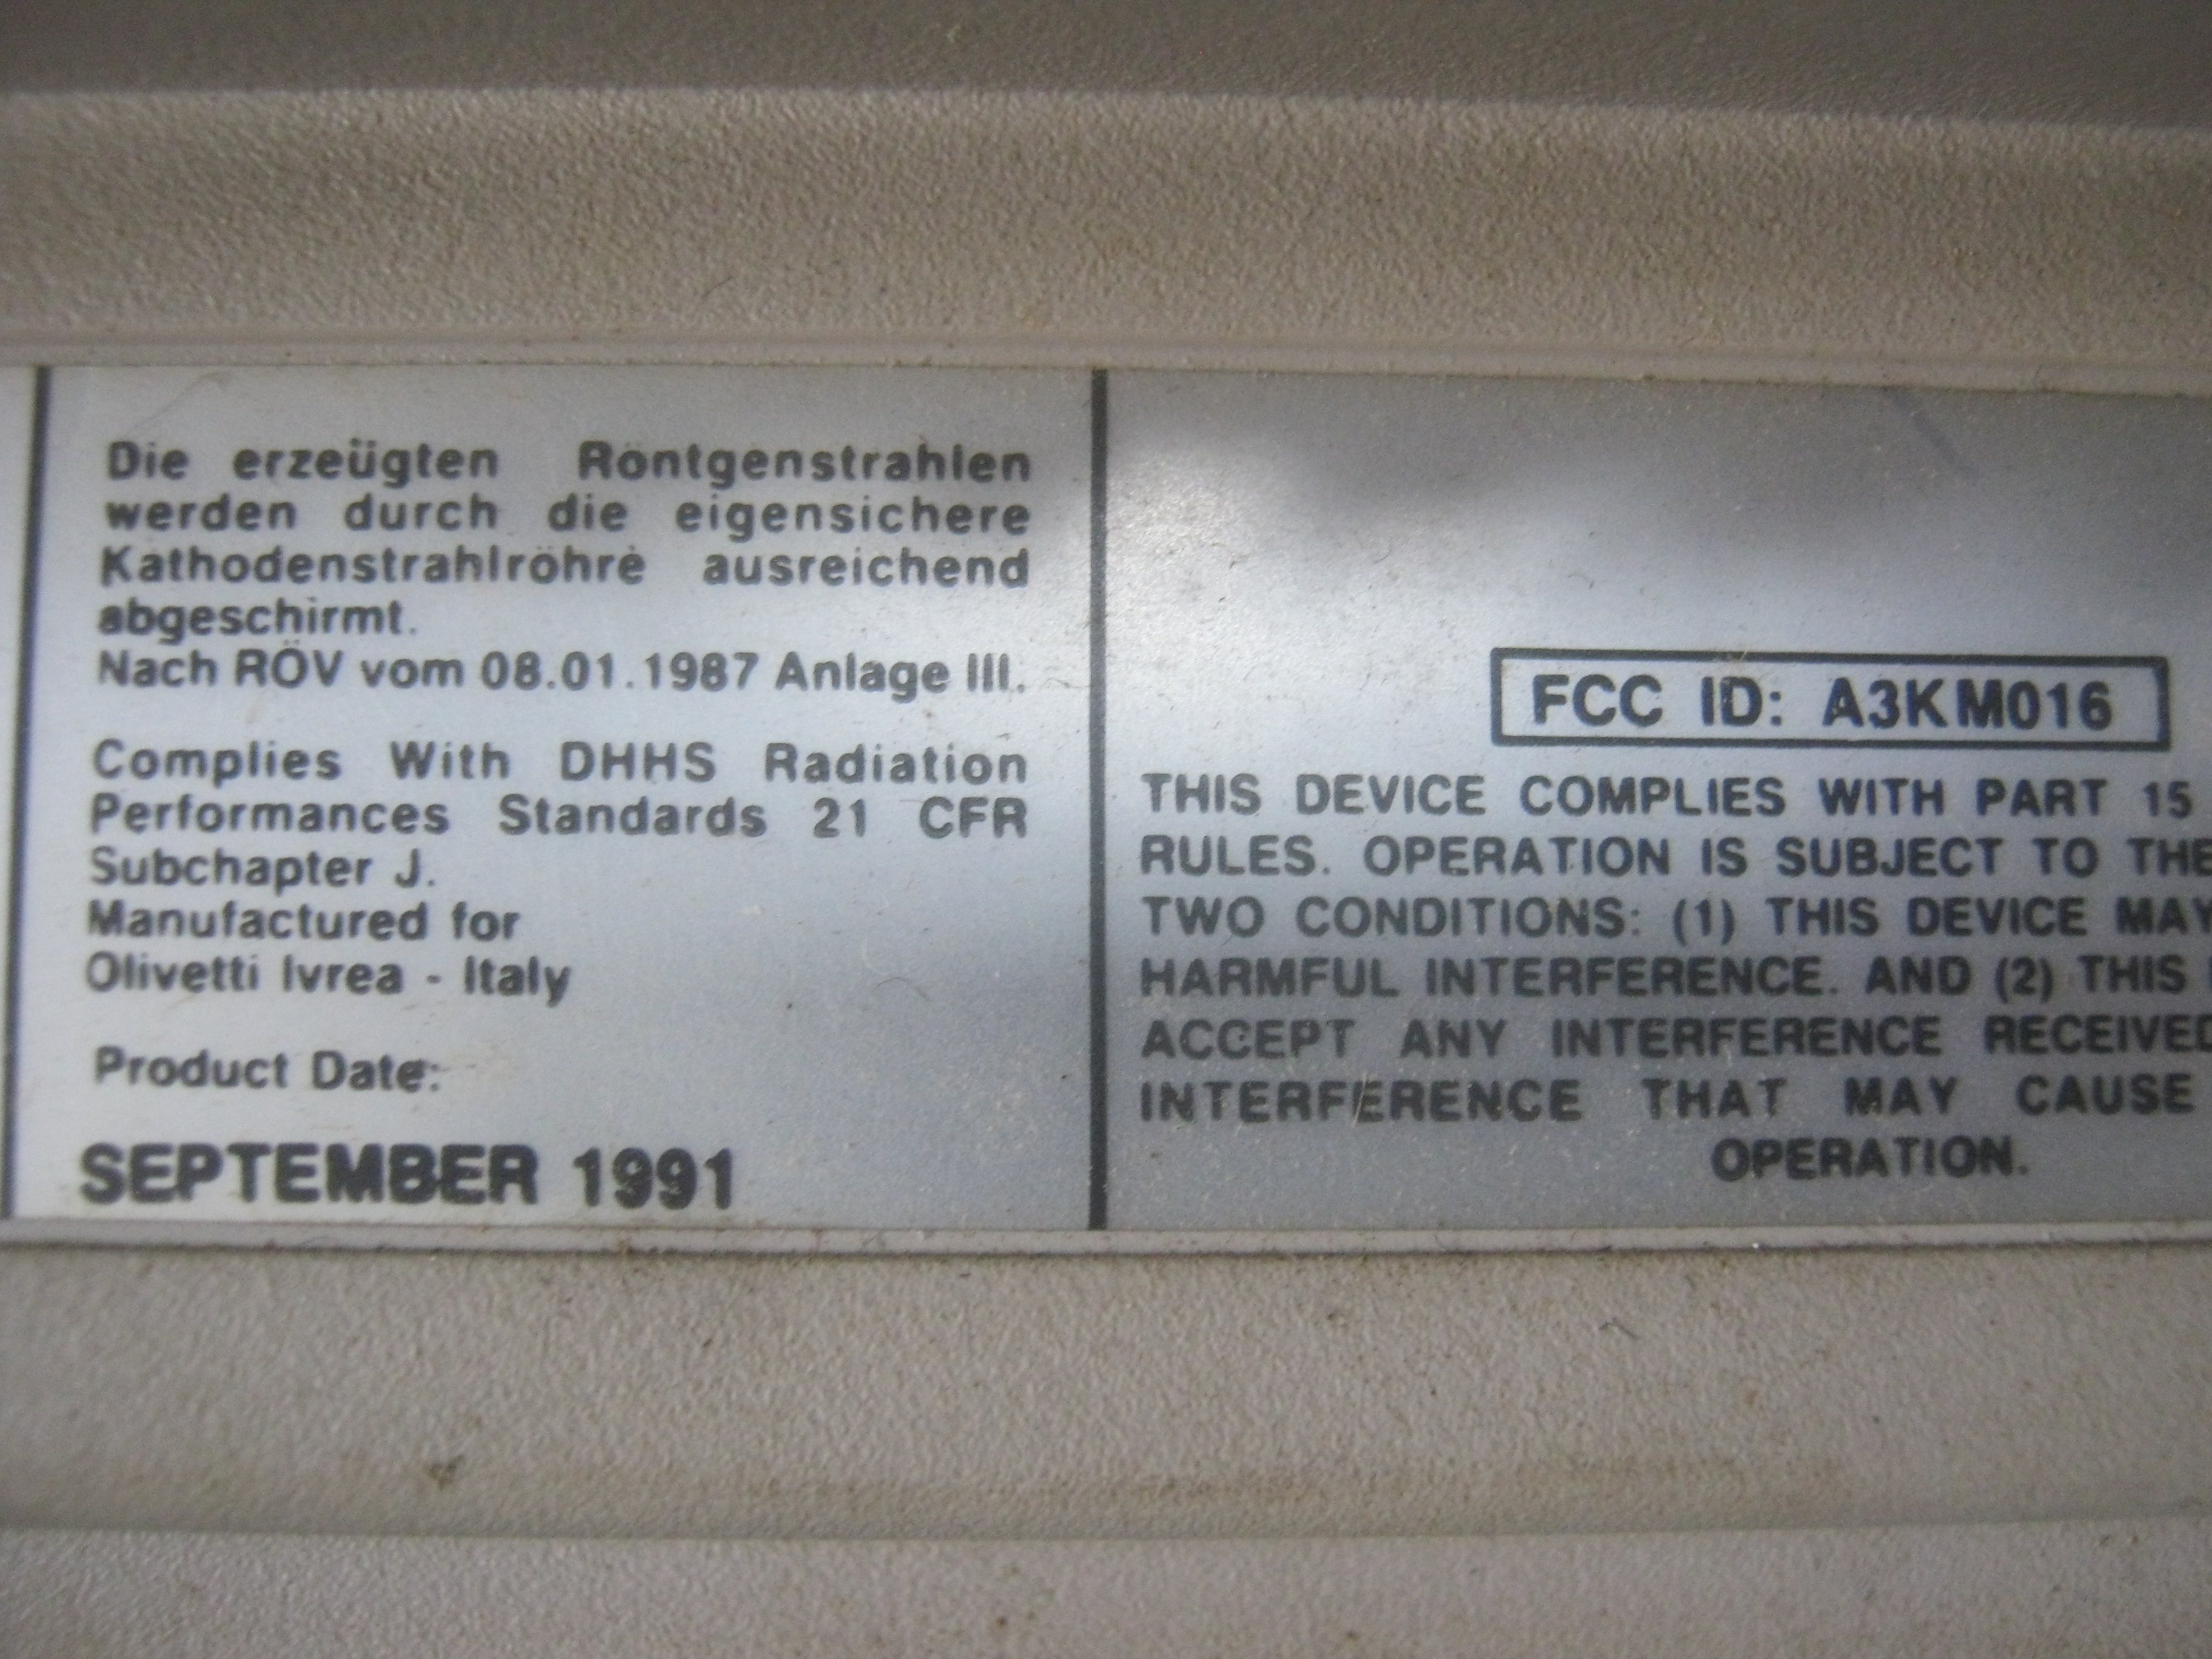 Die erzeügten Röntgenstrahlen
werden durch die eigensichere
Kathodenstrahlröhre ausreichend
abgeschirmt.
Nach RÖV vom 08.01.1987 Anlage III.
Complies With DHHS Radiation
Performances Standards 21 CFR
Subchapter J.
Manufactured for
Olivetti Ivrea - Italy
Product Date:
SEPTEMBER 1991
FCC ID: A3KM016
THIS DEVICE COMPLIES WITH PART 15
RULES. OPERATION IS SUBJECT TO THE
TWO CONDITIONS: (1) THIS DEVICE MAY
HARMFUL INTERFERENCE. AND (2) THIS
ACCEPT ANY INTERFERENCE RECEIVED
INTERFERENCE THAT MAY CAUSE
OPERATION.